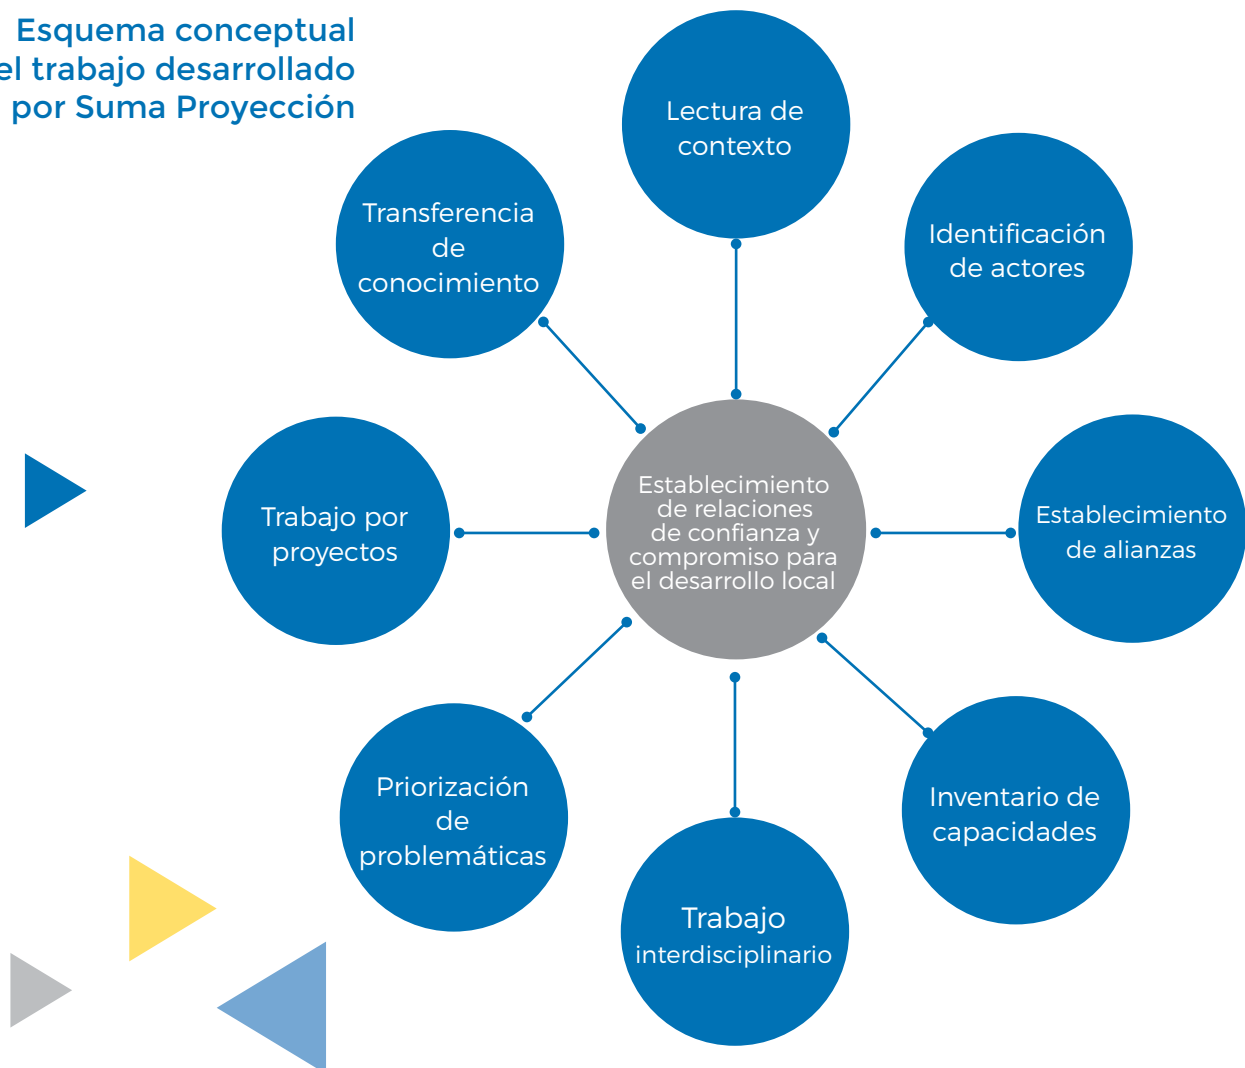 Esquema conceptual
el trabajo desarrollado
por Suma Proyección
Lectura de
contexto
Identificación
de actores
Establecimiento
de alianzas
Inventario de
capacidades
Trabajo
interdisciplinario
Priorización
de
problemáticas
Trabajo por
proyectos
Transferencia
de
conocimiento
Establecimiento
de relaciones
de confianza y
compromiso para
el desarrollo local